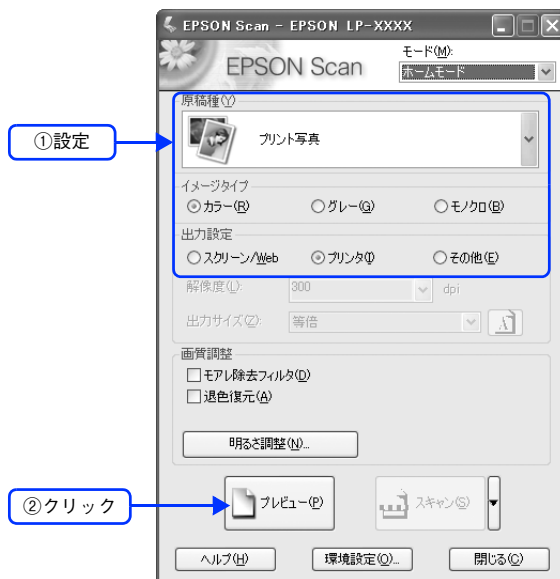 EPSON Scan - EPSON LP-XXXX
EPSON Scan
モード(M):
ホームモード
原稿種(Y)
①設定
プリント写真
イメージタイプ
カラー(R) グレー(G) モノクロ(B)
出力設定
スクリーン/Web プリンタ(I) その他(E)
解像度(L): 300 dpi
出力サイズ(Z): 等倍
画質調整
モアレ除去フィルタ(D)
退色復元(A)
明るさ調整(N)...
②クリック
プレビュー(P) スキャン(S)
ヘルプ(H) 環境設定(O)... 閉じる(C)